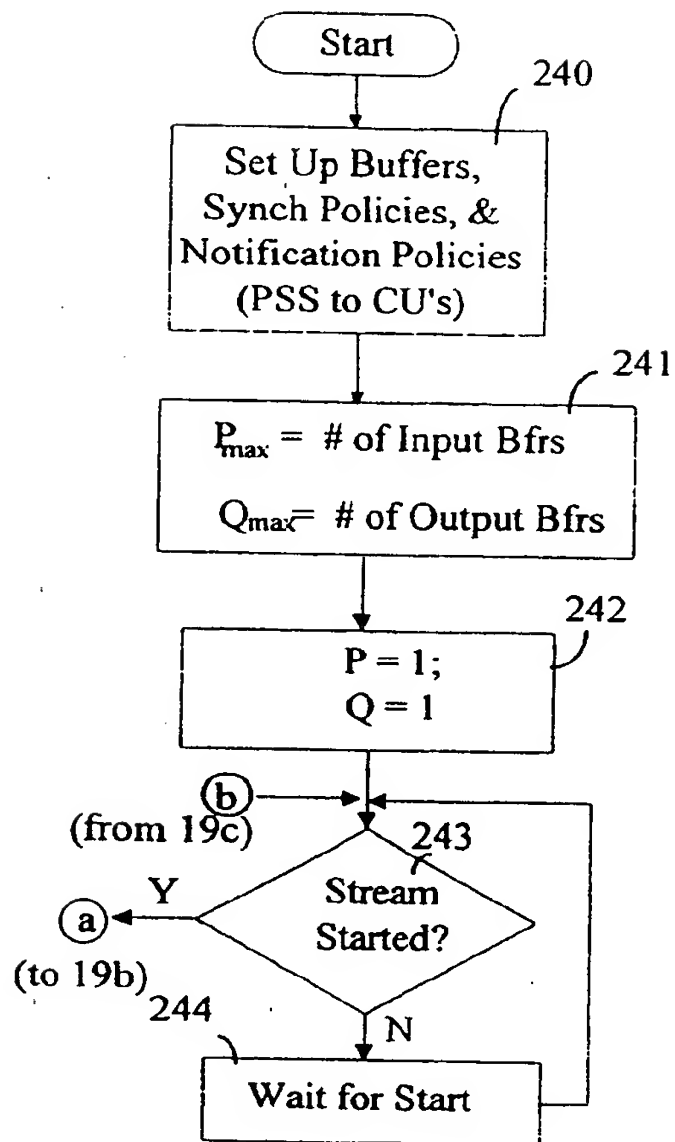 Start
240
Set Up Buffers,
Synch Policies, &
Notification Policies
(PSS to CU's)
241
Pmax = # of Input Bfrs
Qmax= # of Output Bfrs
242
P = 1;
Q = 1
b
(from 19c)
243
Y
Stream
Started?
a
(to 19b)
244
N
Wait for Start